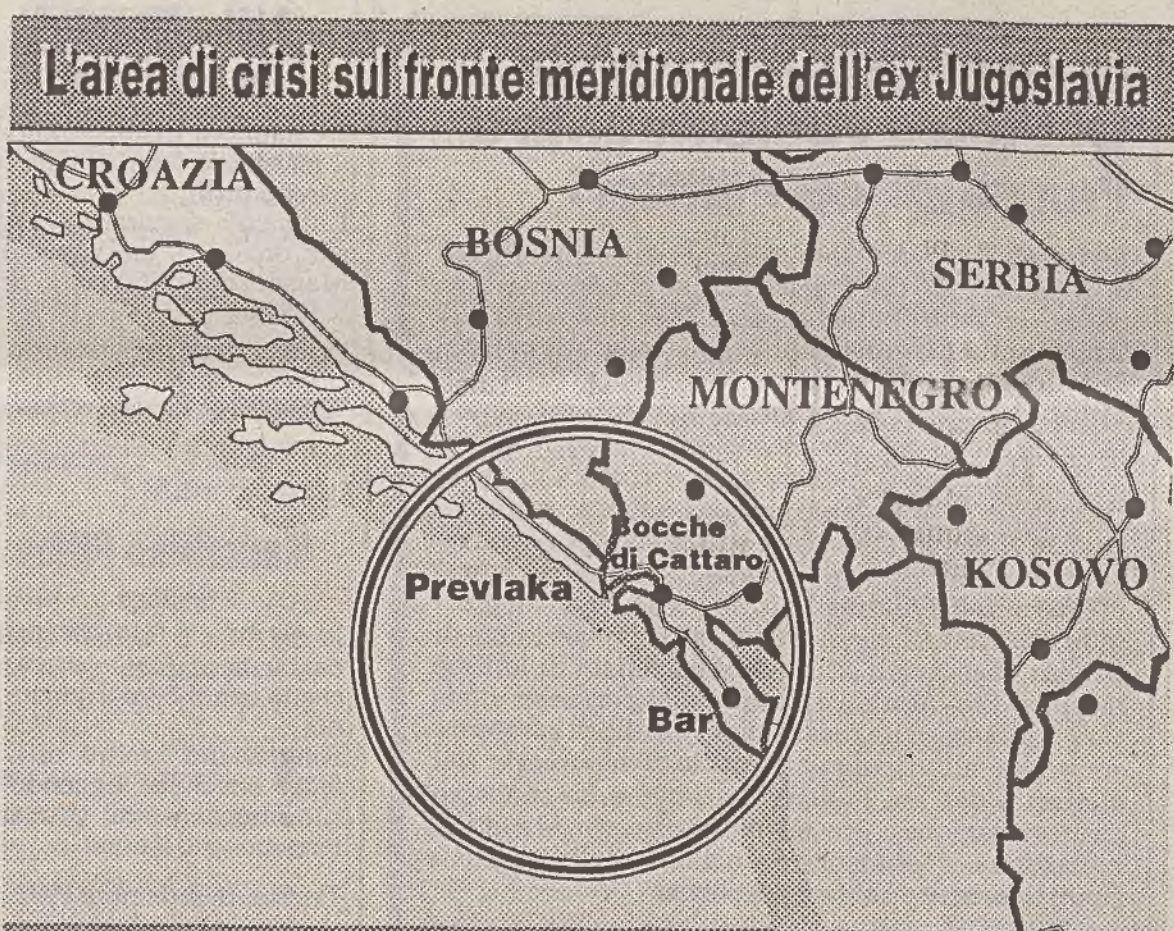 L'area di crisi sul fronte meridionale dell'ex Jugoslavia
CROAZIA
BOSNIA
SERBIA
MONTENEGRO
Bocche
di Cattaro
Prevlaka
KOSOVO
Bar